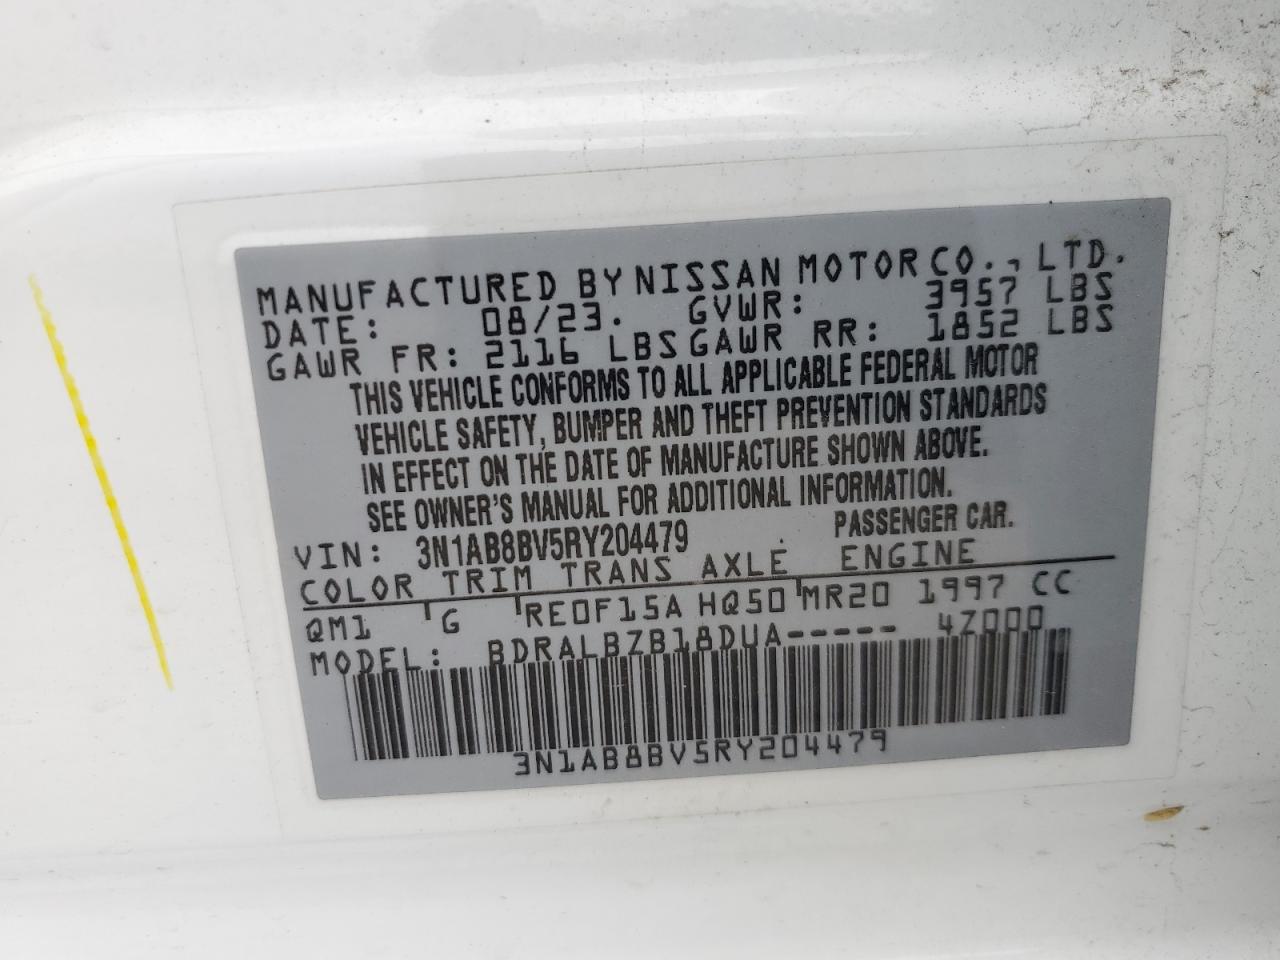 MANUFACTURED BY NISSAN MOTOR CO., LTD.
DATE: 08/23. GVWR: 3957 LBS
GAWR FR: 2116 LBS GAWR RR: 1852 LBS
THIS VEHICLE CONFORMS TO ALL APPLICABLE FEDERAL MOTOR
VEHICLE SAFETY, BUMPER AND THEFT PREVENTION STANDARDS
IN EFFECT ON THE DATE OF MANUFACTURE SHOWN ABOVE.
SEE OWNER'S MANUAL FOR ADDITIONAL INFORMATION.
VIN: 3N1AB8BV5RY204479 PASSENGER CAR.
COLOR TRIM TRANS AXLE ENGINE
QM1 G RE0F15A HQ50 MR20 1997 CC
MODEL: BDRALBZB18DUA----- 4Z000
3N1AB8BV5RY204479